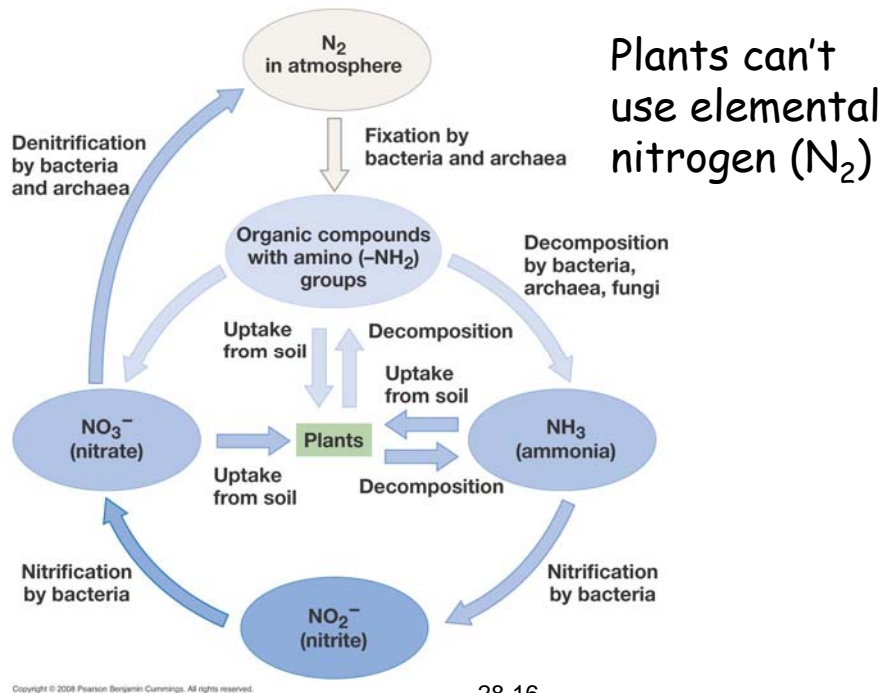 N₂
in atmosphere
Plants can't
use elemental
nitrogen (N₂)
Denitrification
by bacteria
and archaea
Fixation by
bacteria and archaea
Organic compounds
with amino (–NH₂)
groups
Decomposition
by bacteria,
archaea, fungi
Uptake
from soil
Decomposition
Uptake
from soil
NO₃⁻
(nitrate)
Plants
NH₃
(ammonia)
Uptake
from soil
Decomposition
Nitrification
by bacteria
Nitrification
by bacteria
NO₂⁻
(nitrite)
Copyright © 2008 Pearson Benjamin Cummings. All rights reserved.
28-16